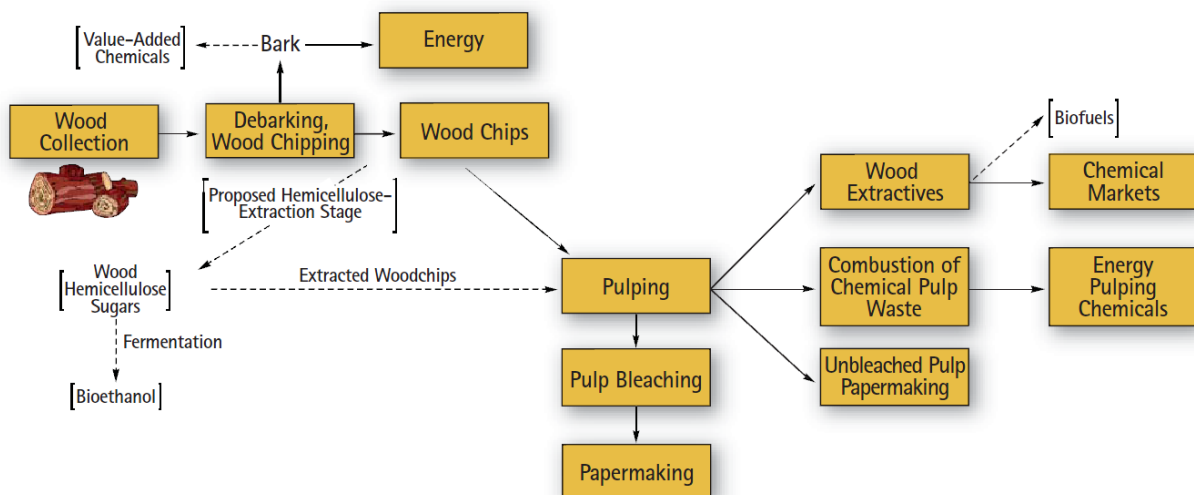 [Value-Added
Chemicals]
Bark
Energy
Wood
Collection
Debarking,
Wood Chipping
Wood Chips
[Proposed Hemicellulose-
Extraction Stage]
[Biofuels]
Wood
Extractives
Chemical
Markets
[Wood
Hemicellulose
Sugars]
Extracted Woodchips
Pulping
Combustion of
Chemical Pulp
Waste
Energy
Pulping
Chemicals
Fermentation
[Bioethanol]
Pulp Bleaching
Unbleached Pulp
Papermaking
Papermaking